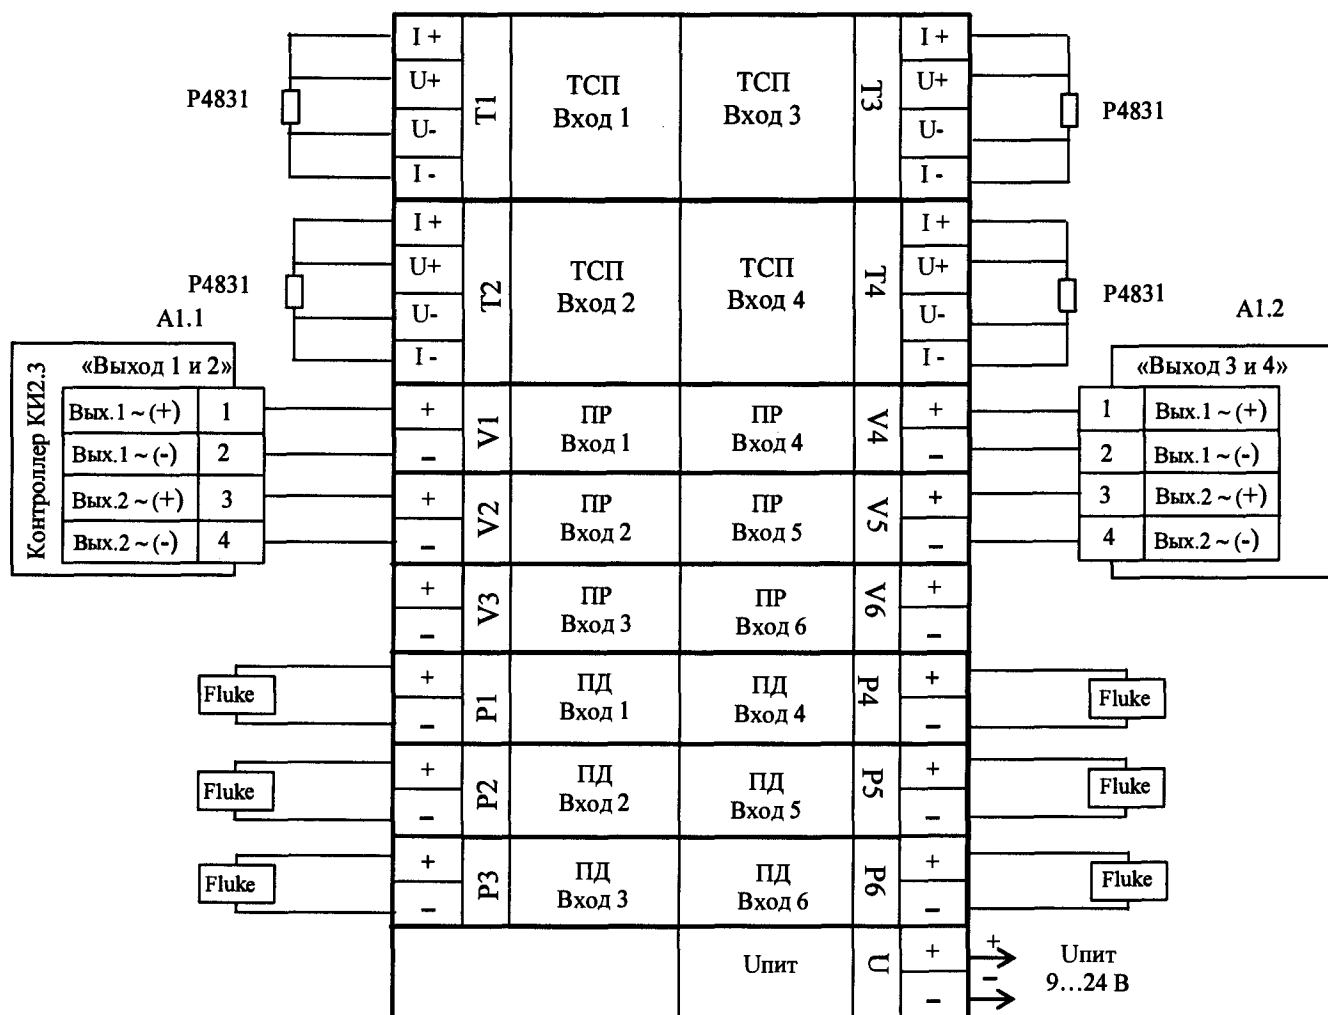 I +
U+
U-
I -
T1
ТСП
Вход 1
ТСП
Вход 3
T3
I +
U+
U-
I -
P4831
P4831
I +
U+
U-
I -
T2
ТСП
Вход 2
ТСП
Вход 4
T4
I +
U+
U-
I -
P4831
P4831
A1.1
A1.2
Контроллер КИ2.3
«Выход 1 и 2»
Вых.1 ~ (+) 1
Вых.1 ~ (-) 2
Вых.2 ~ (+) 3
Вых.2 ~ (-) 4
«Выход 3 и 4»
1 Вых.1 ~ (+)
2 Вых.1 ~ (-)
3 Вых.2 ~ (+)
4 Вых.2 ~ (-)
+
–
V1
ПР
Вход 1
ПР
Вход 4
V4
+
–
+
–
V2
ПР
Вход 2
ПР
Вход 5
V5
+
–
+
–
V3
ПР
Вход 3
ПР
Вход 6
V6
+
–
Fluke
+
–
P1
ПД
Вход 1
ПД
Вход 4
P4
+
–
Fluke
Fluke
+
–
P2
ПД
Вход 2
ПД
Вход 5
P5
+
–
Fluke
Fluke
+
–
P3
ПД
Вход 3
ПД
Вход 6
P6
+
–
Fluke
Uпит
U
+
–
+
–
Uпит
9...24 В